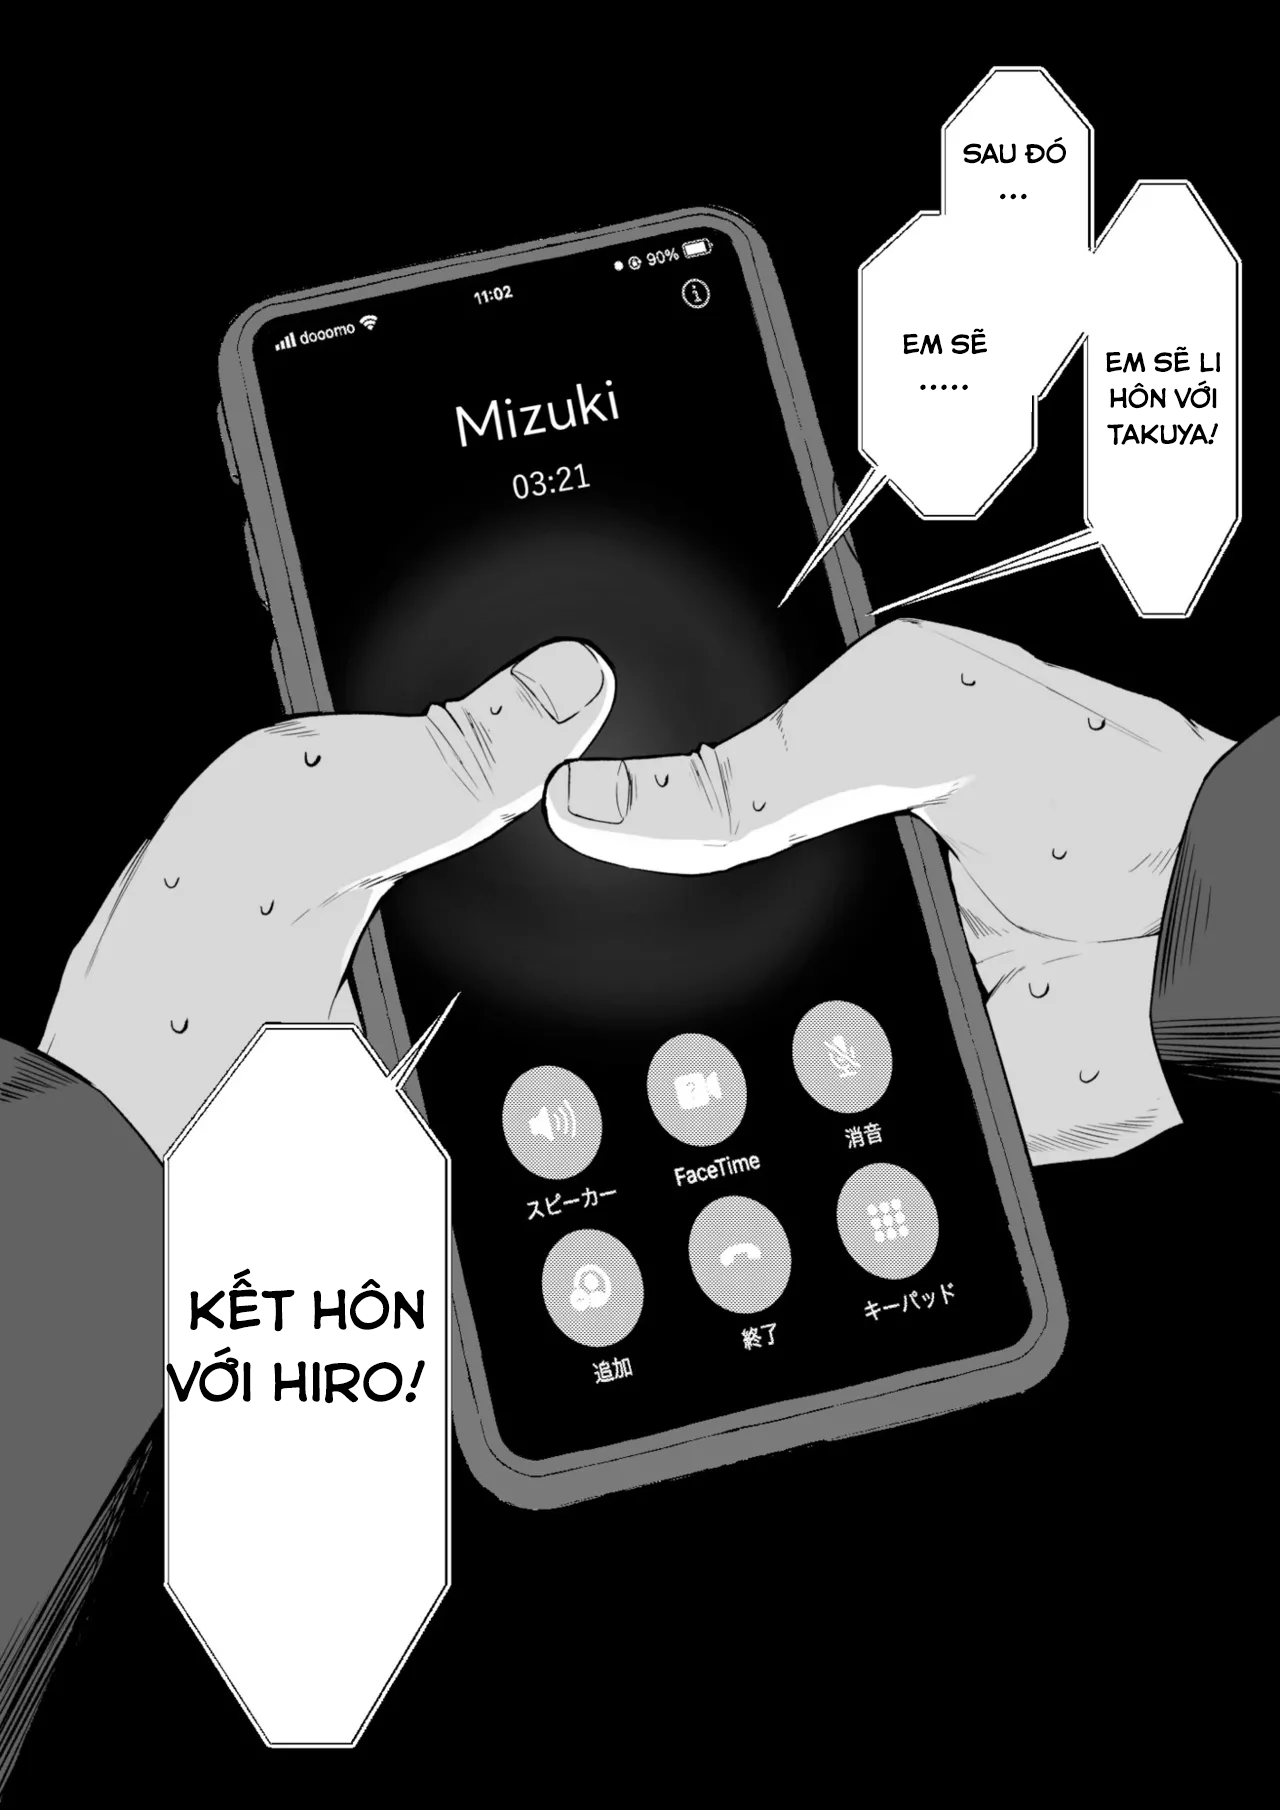 SAU ĐÓ
...
EM SẼ
.....
EM SẼ LI
HÔN VỚI
TAKUYA!
dooomo
11:02
90%
i
Mizuki
03:21
スピーカー
?
FaceTime
消音
追加
終了
キーパッド
KẾT HÔN
VỚI HIRO!